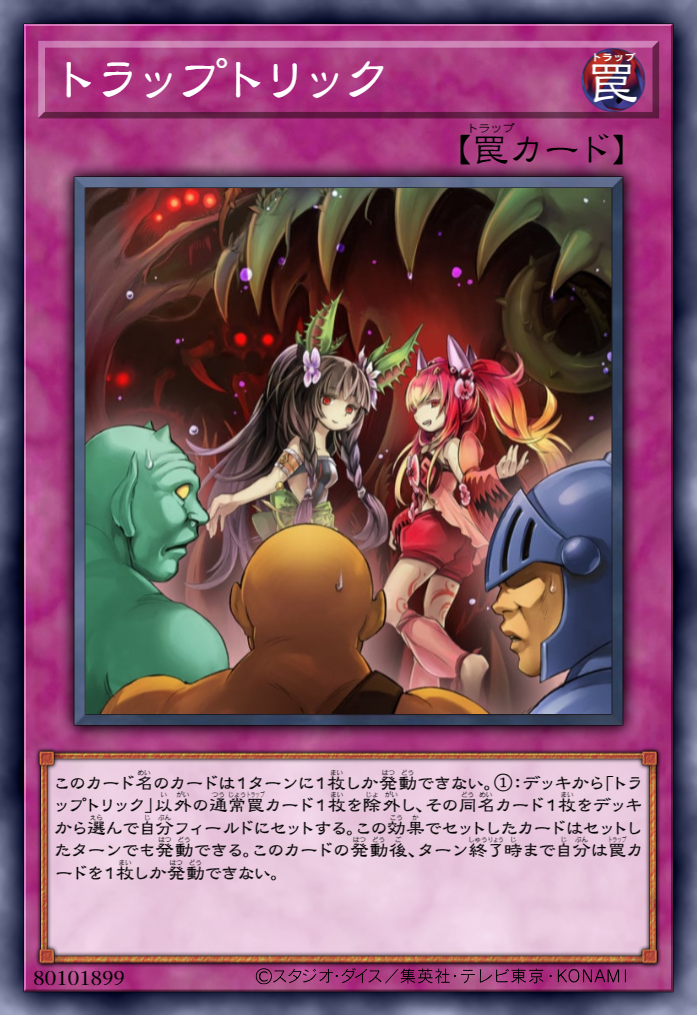 トラップトリック
トラップ
罠
トラップ
【罠カード】
このカード名のカードは1ターンに1枚しか発動できない。①:デッキから「トラ
ップトリック」以外の通常罠カード1枚を除外し、その同名カード1枚をデッキ
から選んで自分フィールドにセットする。この効果でセットしたカードはセットし
たターンでも発動できる。このカードの発動後、ターン終了時まで自分は罠カ
ードを1枚しか発動できない。
80101899
©スタジオ・ダイス/集英社・テレビ東京・KONAMI